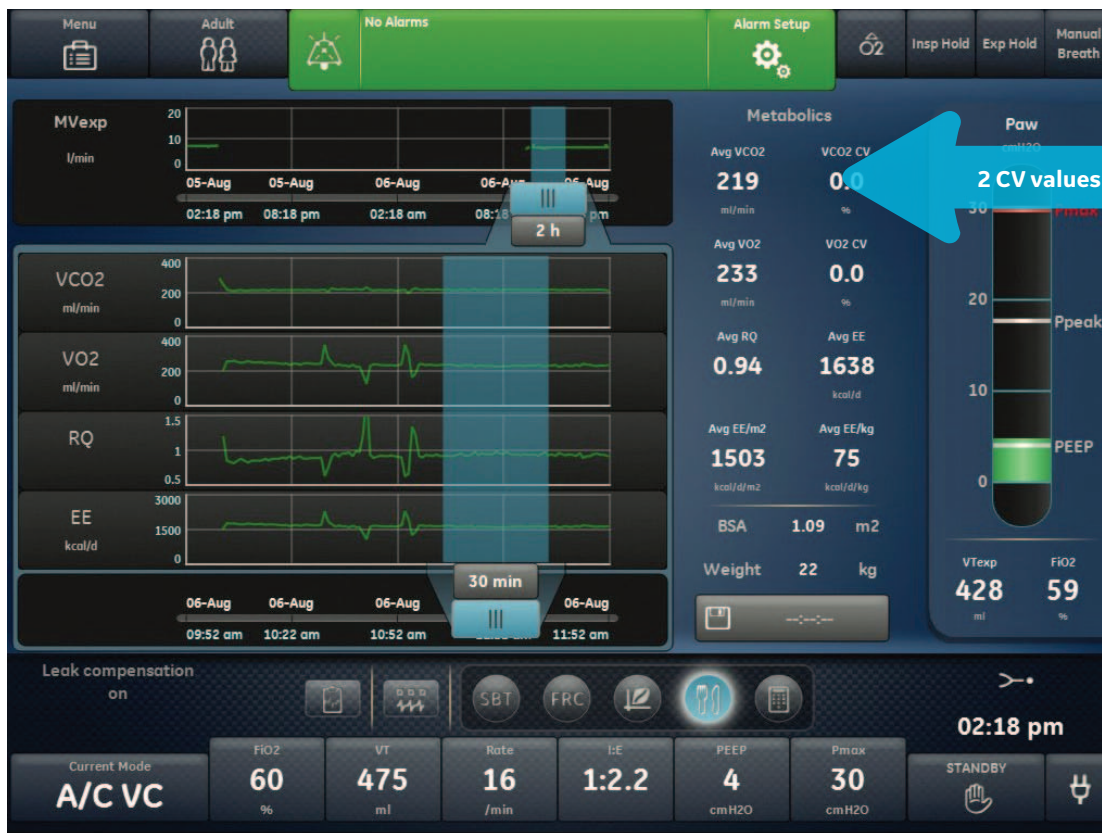 Menu
Adult
No Alarms
Alarm Setup
O2
Insp Hold
Exp Hold
Manual
Breath
MVexp
l/min
20
10
0
05-Aug 05-Aug 06-Aug 06-Aug
02:18 pm 08:18 pm 02:18 am
2 h
VCO2
ml/min
400
200
0
VO2
ml/min
400
200
0
RQ
1.5
1
0.5
EE
kcal/d
3000
1500
0
30 min
06-Aug 06-Aug 06-Aug 06-Aug
09:52 am 10:22 am 10:52 am 11:52 am
Metabolics
Avg VCO2 VCO2 CV
219 0.0
ml/min %
Avg VO2 VO2 CV
233 0.0
ml/min %
Avg RQ Avg EE
0.94 1638
kcal/d
Avg EE/m2 Avg EE/kg
1503 75
kcal/d/m2 kcal/d/kg
BSA 1.09 m2
Weight 22 kg
--:--:--
Paw
cmH2O
2 CV values
30 Pmax
20
Ppeak
10
PEEP
0
VTexp FiO2
428 59
ml %
Leak compensation
on
SBT
FRC
02:18 pm
Current Mode
A/C VC
FiO2
60
%
VT
475
ml
Rate
16
/min
I:E
1:2.2
PEEP
4
cmH2O
Pmax
30
cmH2O
STANDBY